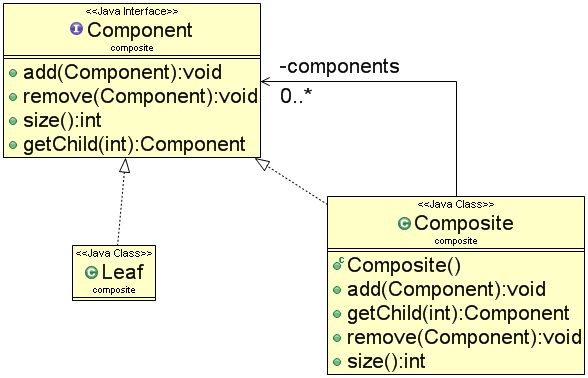 <<Java Interface>>
Component
composite
add(Component):void
remove(Component):void
size():int
getChild(int):Component
-components
0..*
<<Java Class>>
Leaf
composite
<<Java Class>>
Composite
composite
Composite()
add(Component):void
getChild(int):Component
remove(Component):void
size():int